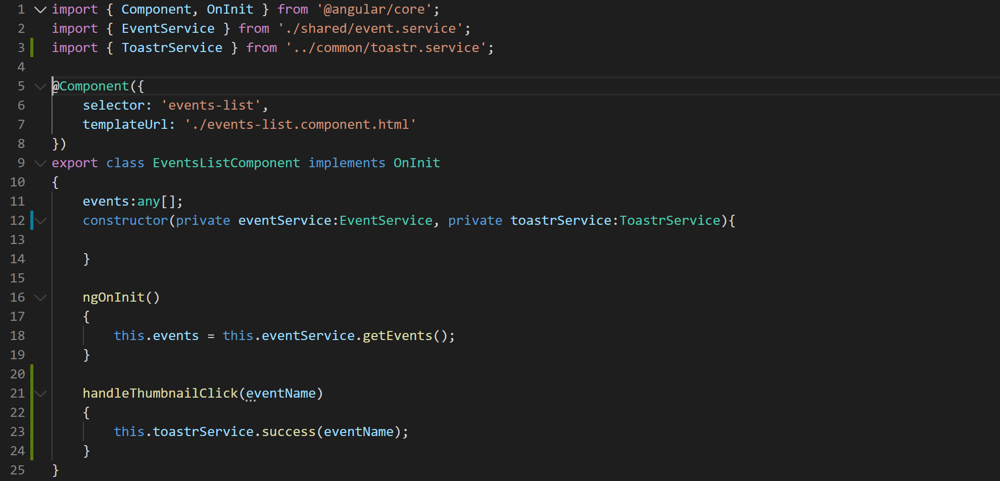 1 import { Component, OnInit } from '@angular/core';
2 import { EventService } from './shared/event.service';
3 import { ToastrService } from '../common/toastr.service';
4
5 @Component({
6     selector: 'events-list',
7     templateUrl: './events-list.component.html'
8 })
9 export class EventsListComponent implements OnInit
10 {
11     events:any[];
12     constructor(private eventService:EventService, private toastrService:ToastrService){
13
14     }
15
16     ngOnInit()
17     {
18         this.events = this.eventService.getEvents();
19     }
20
21     handleThumbnailClick(eventName)
22     {
23         this.toastrService.success(eventName);
24     }
25 }